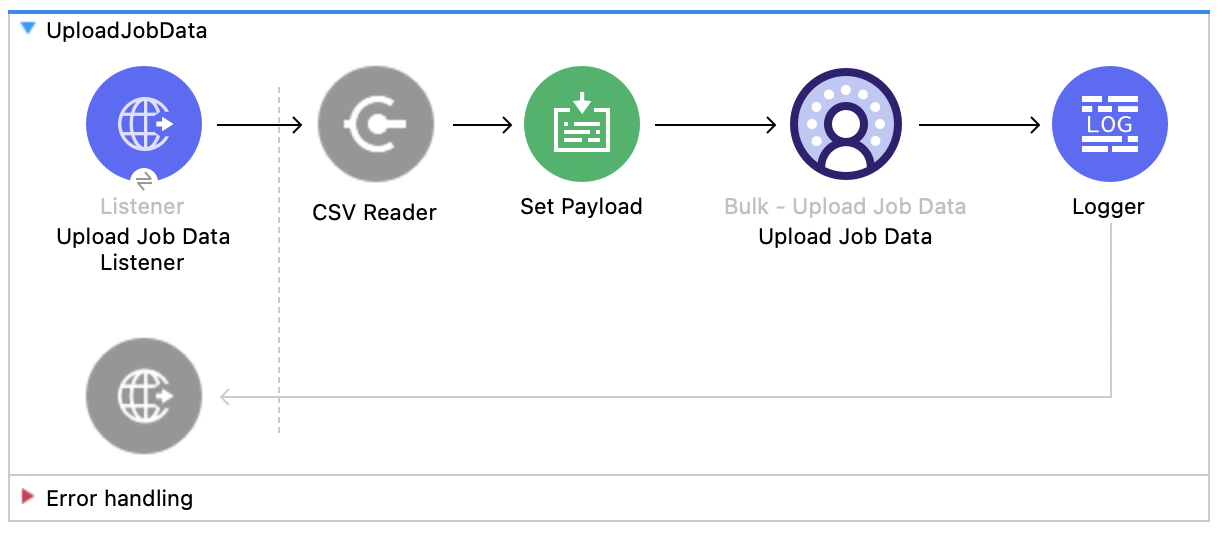 UploadJobData
LOG
Listener
Upload Job Data
Listener
CSV Reader
Set Payload
Bulk - Upload Job Data
Upload Job Data
Logger
Error handling